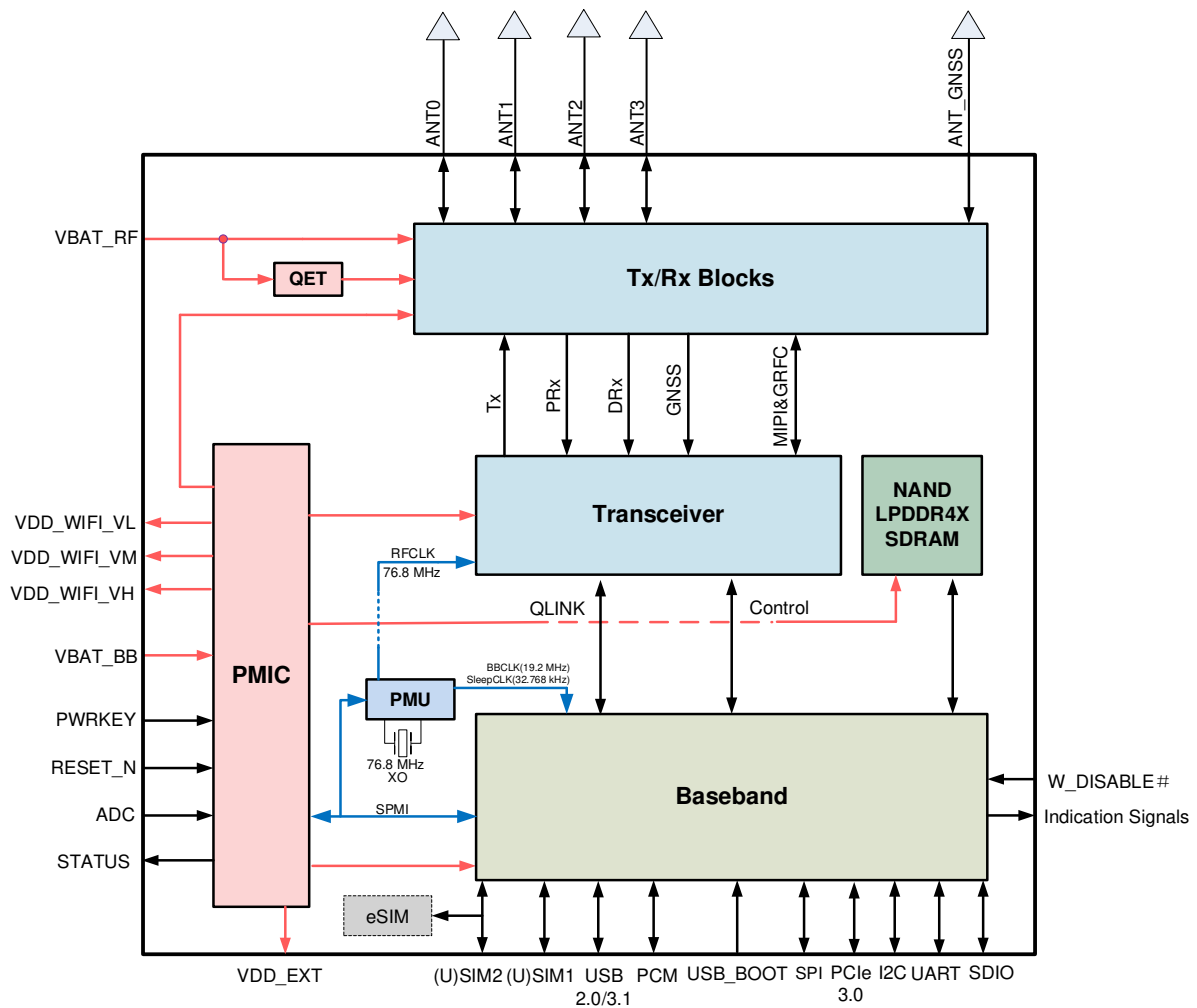 ANT0
ANT1
ANT2
ANT3
ANT_GNSS
VBAT_RF
QET
Tx/Rx Blocks
Tx
PRx
DRx
GNSS
MIPI&GRFC
NAND
LPDDR4X
SDRAM
Transceiver
VDD_WIFI_VL
VDD_WIFI_VM
VDD_WIFI_VH
RFCLK
76.8 MHz
QLINK
Control
VBAT_BB
PMIC
BBCLK(19.2 MHz)
SleepCLK(32.768 kHz)
PMU
PWRKEY
76.8 MHz
XO
RESET_N
Baseband
W_DISABLE#
ADC
SPMI
Indication Signals
STATUS
eSIM
VDD_EXT
(U)SIM2
(U)SIM1
USB
2.0/3.1
PCM
USB_BOOT
SPI
PCIe
3.0
I2C
UART
SDIO